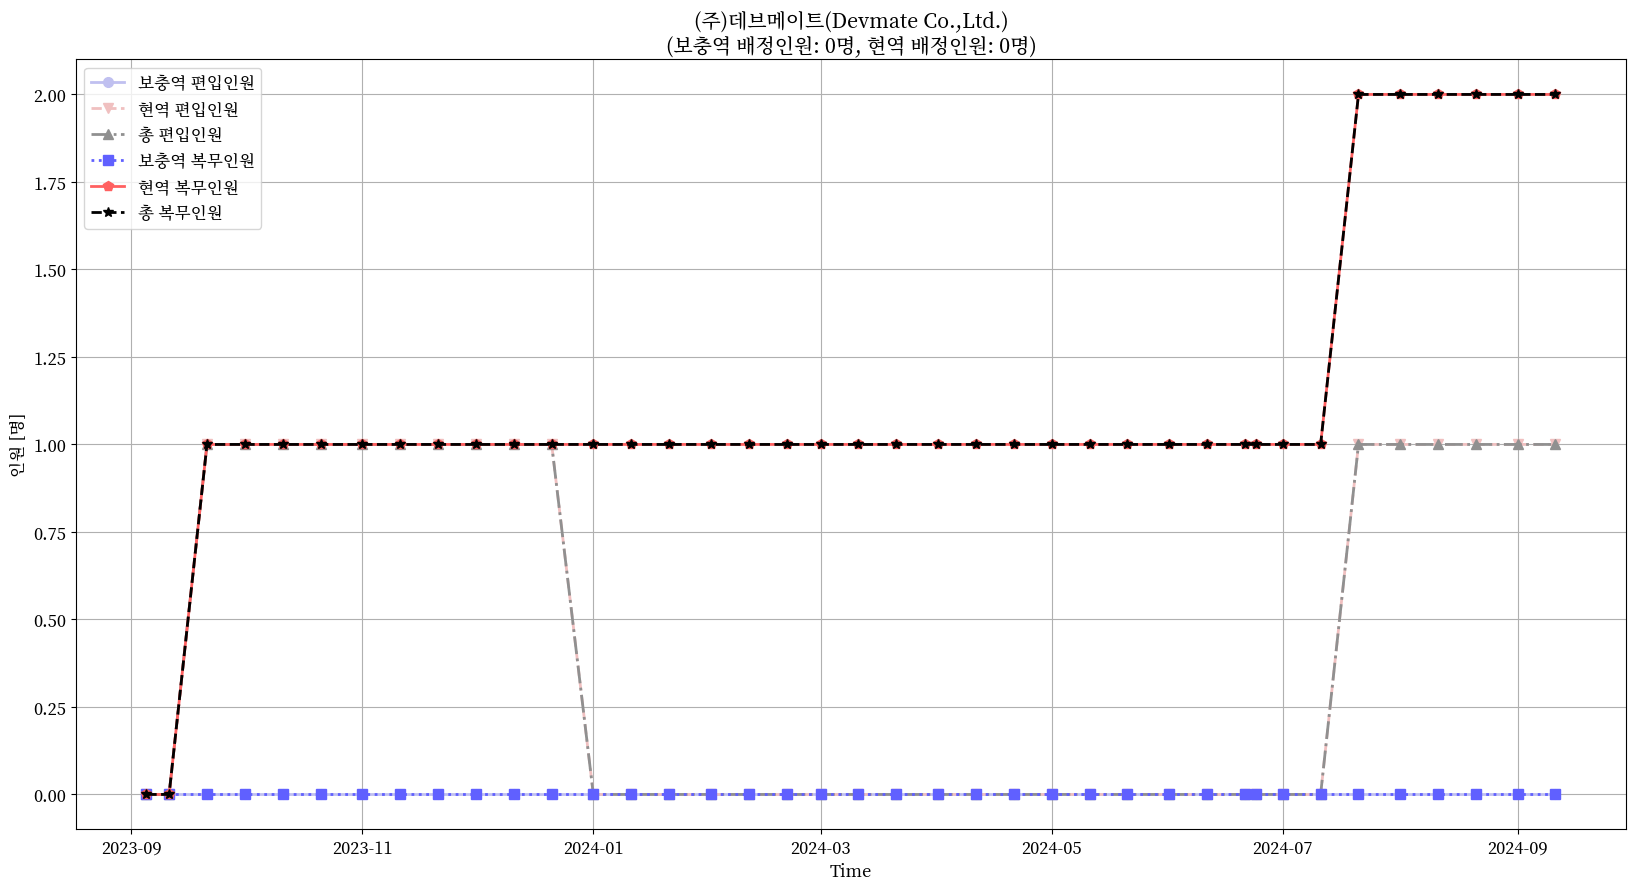 (주)데브메이트(Devmate Co.,Ltd.)
(보충역 배정인원: 0명, 현역 배정인원: 0명)
보충역 편입인원
현역 편입인원
총 편입인원
보충역 복무인원
현역 복무인원
총 복무인원
2.00
1.75
1.50
1.25
1.00
0.75
0.50
0.25
0.00
인원 [명]
2023-09
2023-11
2024-01
2024-03
2024-05
2024-07
2024-09
Time